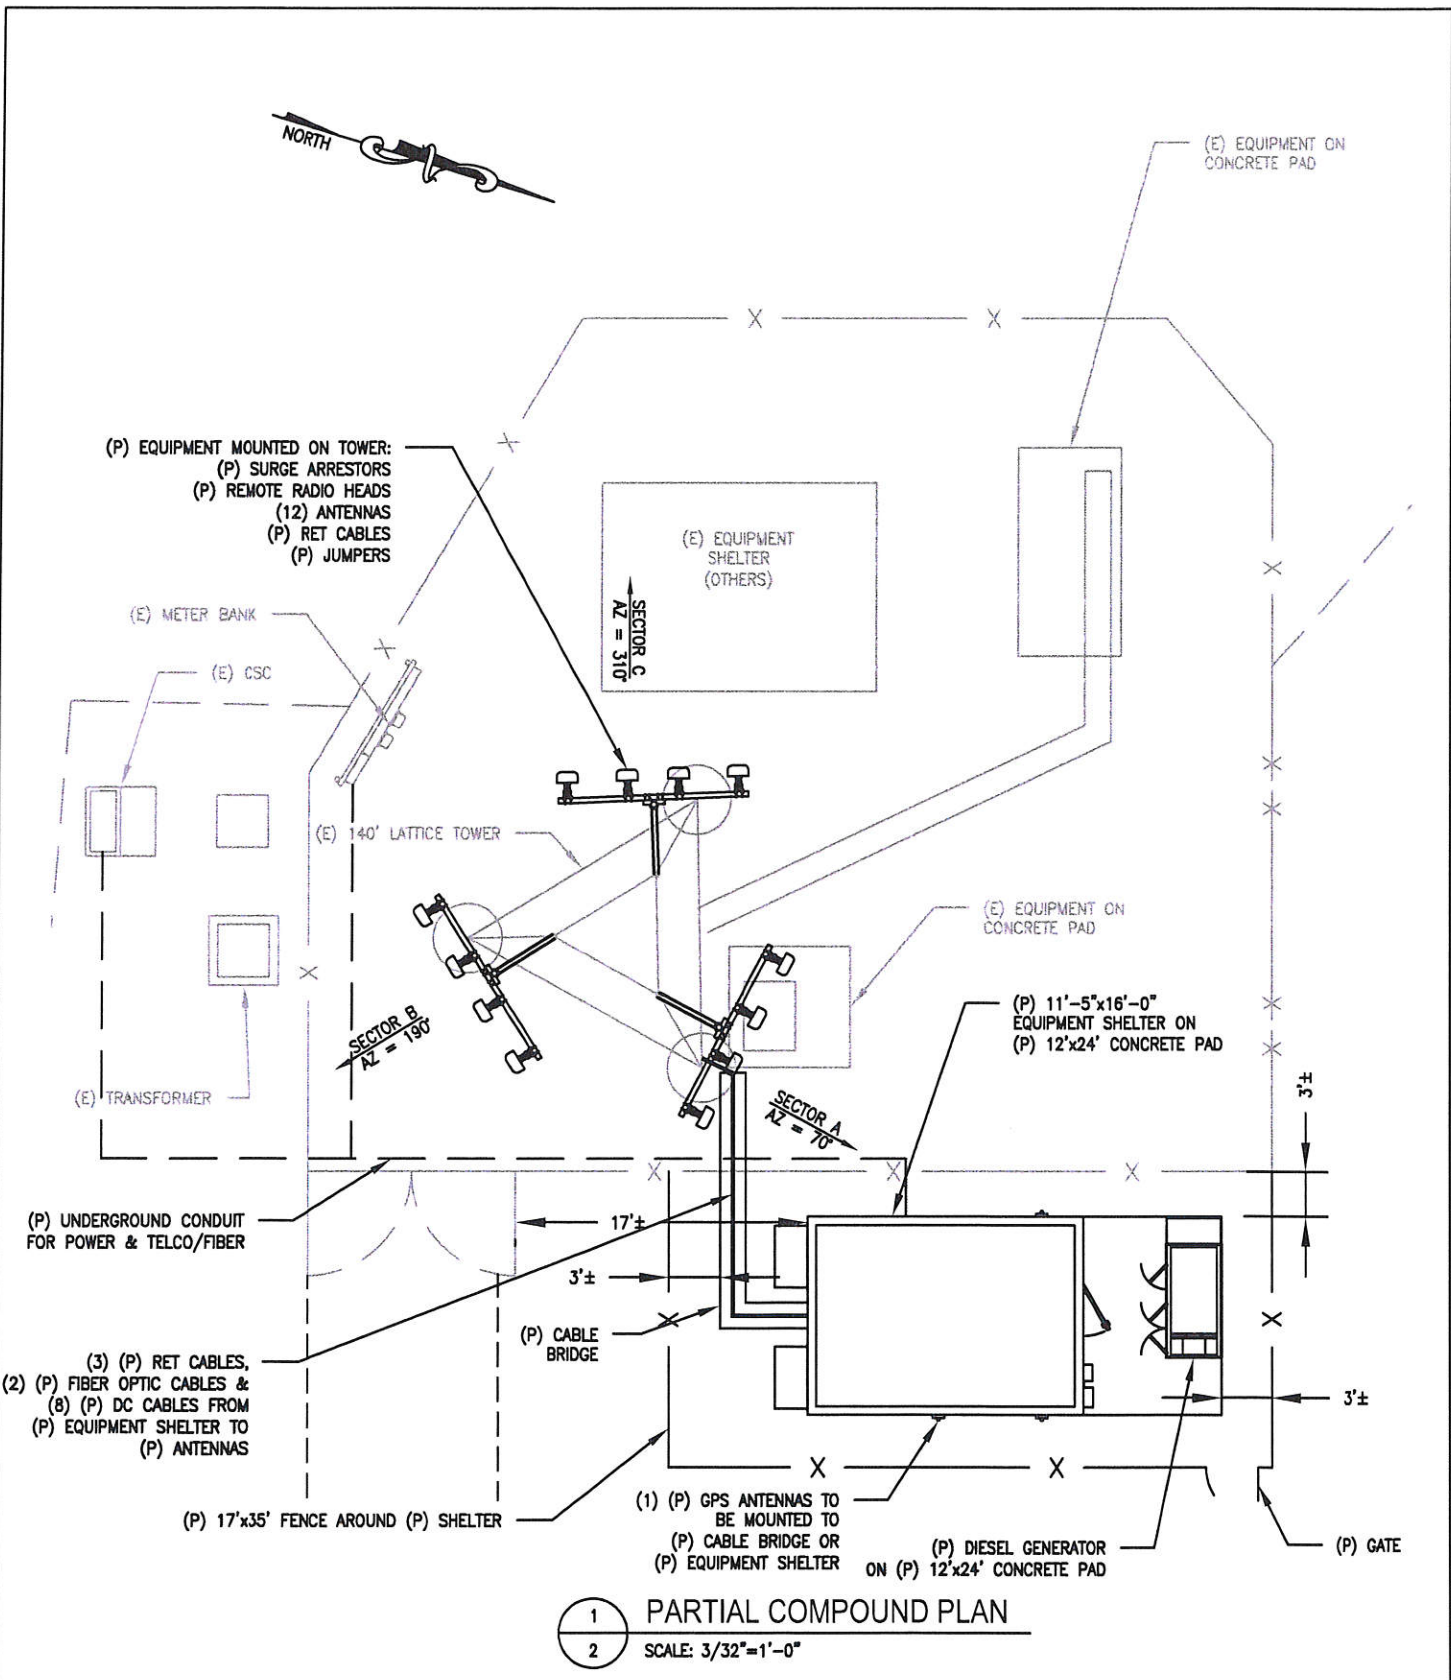 NORTH
(E) EQUIPMENT ON
CONCRETE PAD
(P) EQUIPMENT MOUNTED ON TOWER:
(P) SURGE ARRESTORS
(P) REMOTE RADIO HEADS
(12) ANTENNAS
(P) RET CABLES
(P) JUMPERS
(E) EQUIPMENT
SHELTER
(OTHERS)
SECTOR C
AZ = 310°
(E) METER BANK
(E) CSC
(E) 140' LATTICE TOWER
(E) EQUIPMENT ON
CONCRETE PAD
(P) 11'-5"x16'-0"
EQUIPMENT SHELTER ON
(P) 12'x24' CONCRETE PAD
SECTOR B
AZ = 190°
(E) TRANSFORMER
SECTOR A
AZ = 70°
3'±
(P) UNDERGROUND CONDUIT
FOR POWER & TELCO/FIBER
17'±
3'±
(P) CABLE
BRIDGE
(3) (P) RET CABLES,
(2) (P) FIBER OPTIC CABLES &
(8) (P) DC CABLES FROM
(P) EQUIPMENT SHELTER TO
(P) ANTENNAS
3'±
(P) 17'x35' FENCE AROUND (P) SHELTER
(1) (P) GPS ANTENNAS TO
BE MOUNTED TO
(P) CABLE BRIDGE OR
(P) EQUIPMENT SHELTER
(P) DIESEL GENERATOR
ON (P) 12'x24' CONCRETE PAD
(P) GATE
1
2
PARTIAL COMPOUND PLAN
SCALE: 3/32"=1'-0"